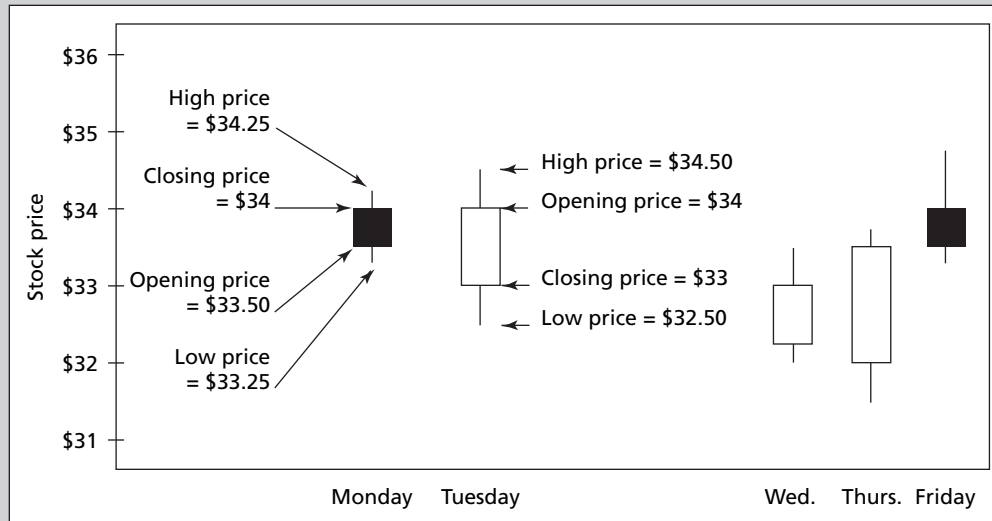 Stock price
$36
$35
$34
$33
$32
$31
High price
= $34.25
Closing price
= $34
Opening price
= $33.50
Low price
= $33.25
High price = $34.50
Opening price = $34
Closing price = $33
Low price = $32.50
Monday Tuesday Wed. Thurs. Friday